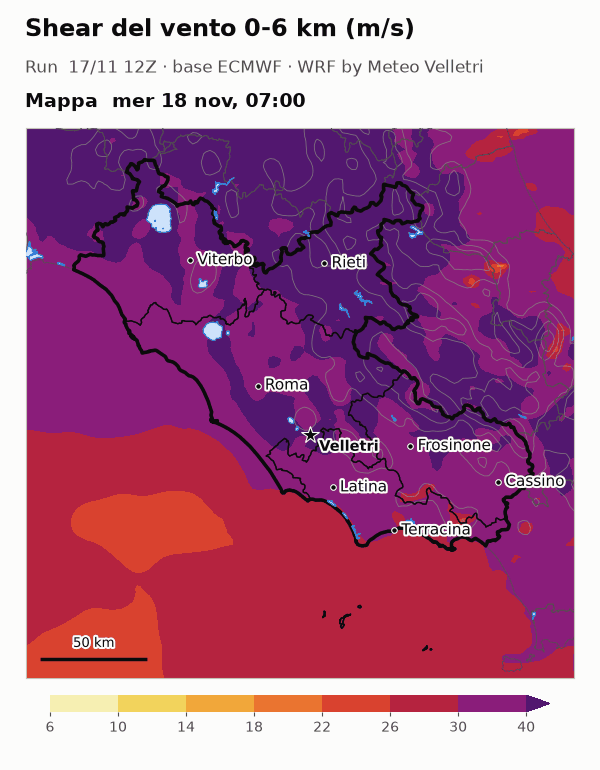 Shear del vento 0-6 km (m/s)
Run  17/11 12Z · base ECMWF · WRF by Meteo Velletri
Mappa  mer 18 nov, 07:00
Viterbo
Rieti
Roma
Velletri
Frosinone
Latina
Cassino
Terracina
50 km
6 10 14 18 22 26 30 40